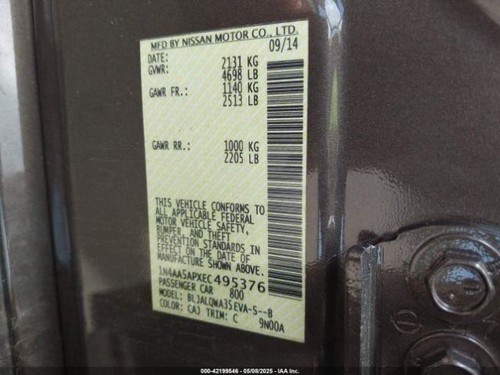 MFD BY NISSAN MOTOR CO., LTD.
09/14
DATE:
GVWR: 2131 KG
4698 LB
GAWR FR.: 1140 KG
2513 LB
GAWR RR.: 1000 KG
2205 LB
THIS VEHICLE CONFORMS TO
ALL APPLICABLE FEDERAL
MOTOR VEHICLE SAFETY,
BUMPER, AND THEFT
PREVENTION STANDARDS IN
EFFECT ON THE DATE OF
MANUFACTURE SHOWN ABOVE.
1N4AA5APXEC495376
PASSENGER CAR 800
MODEL: BLJALQWA35EVA-S--B
COLOR: CAJ TRIM: C 9N00A
000-42199546 - 05/08/2025 - IAA Inc.